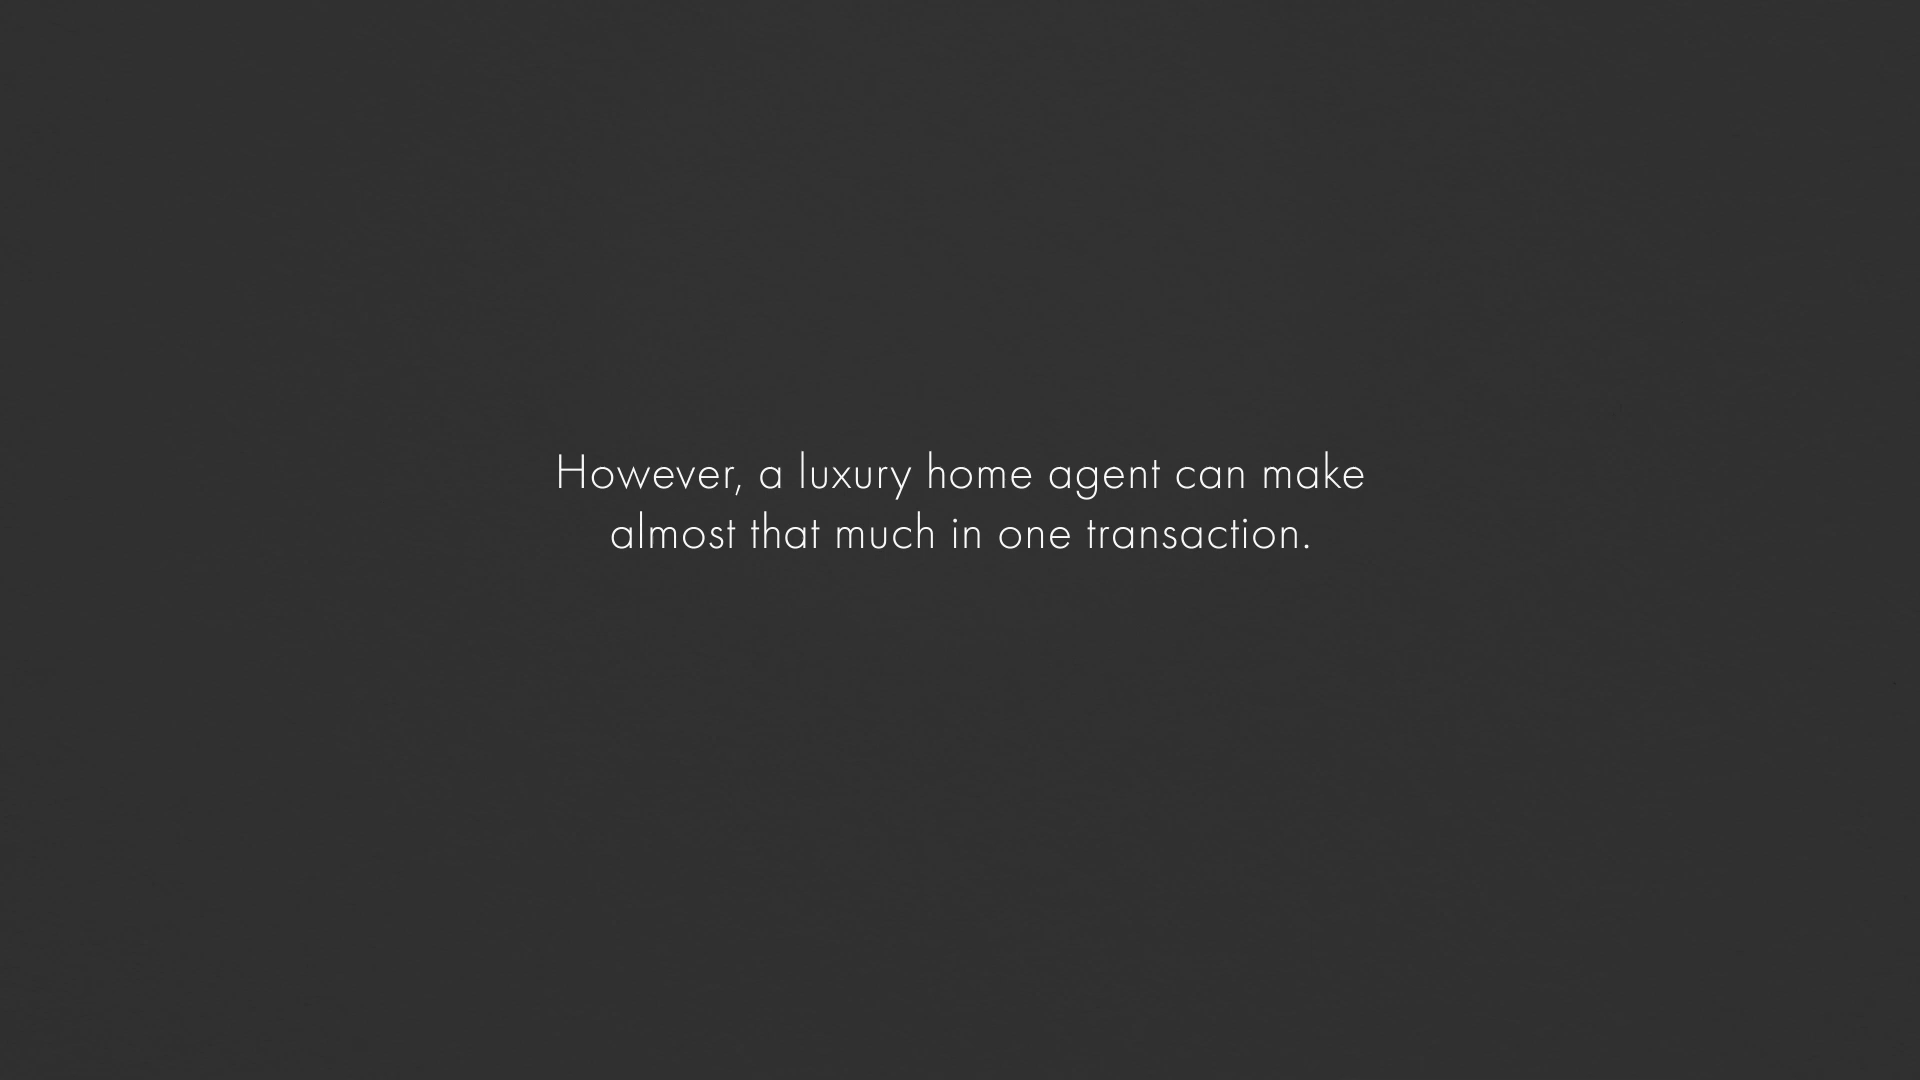 However, a luxury home agent can make
almost that much in one transaction.